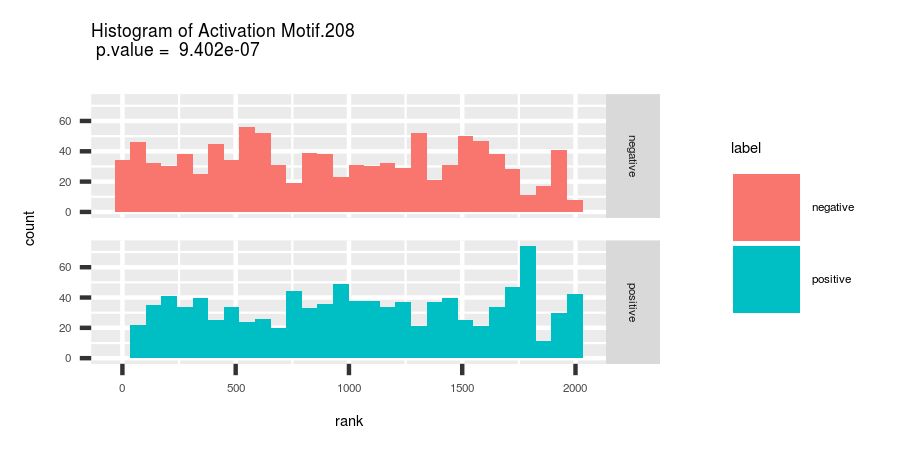 Histogram of Activation Motif.208
p.value = 9.402e-07
60
40
20
0
negative
60
40
20
0
positive
0 500 1000 1500 2000
rank
count
label
negative
positive